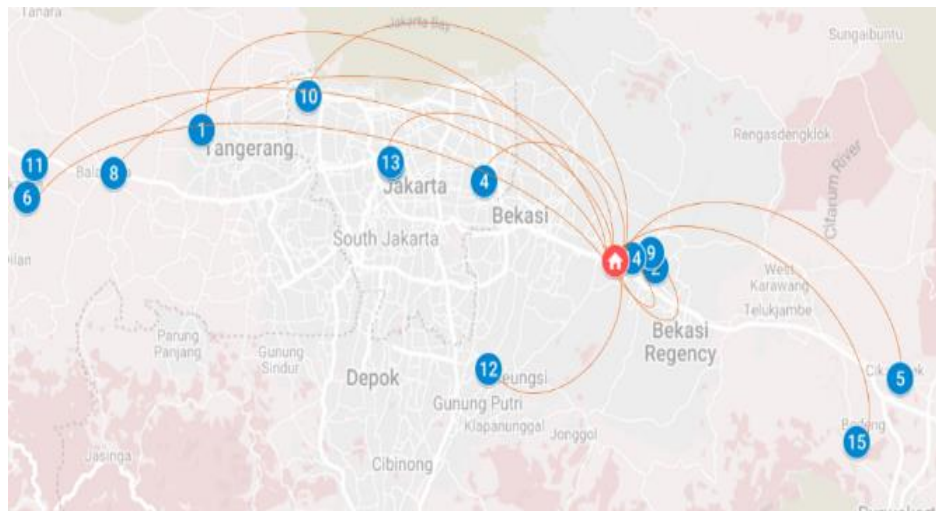 Tanara
Jakarta Bay
Sungaibuntu
10
1
Tangerang
Rengasdengklok
11
8
13
6
Jakarta
4
Citarum River
Bekasi
South Jakarta
9
4
2
West
Karawang
Telukjambe
Parung
Panjang
Gunung
Sindur
Bekasi
Regency
Depok
12
eungsi
5
Gunung Putri
Klapanunggal
Jonggol
15
Jasinga
Cibinong